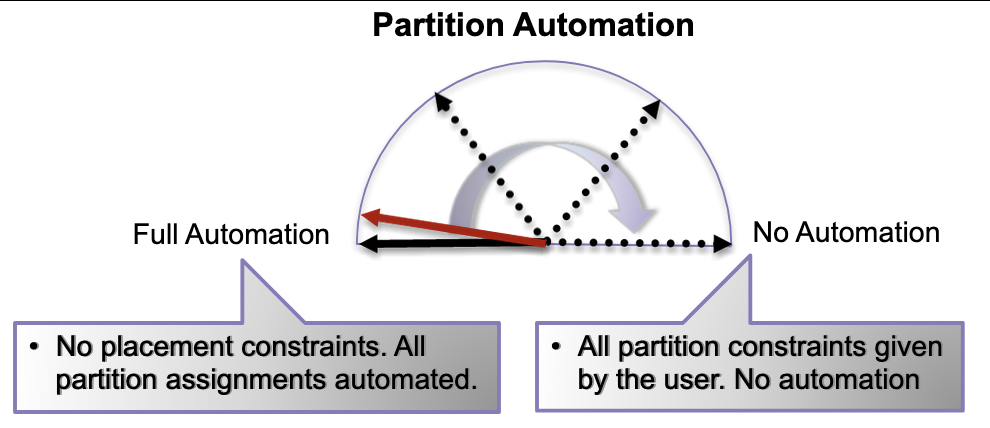 Partition Automation
Full Automation
No Automation
• No placement constraints. All
partition assignments automated.
• All partition constraints given
by the user. No automation